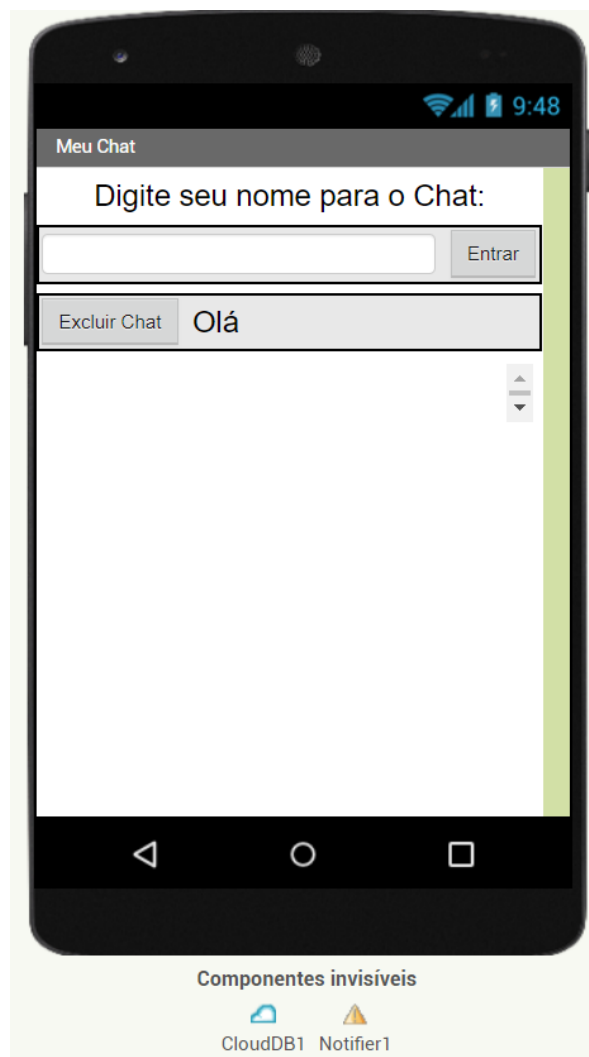 9:48
Meu Chat
Digite seu nome para o Chat:
Entrar
Excluir Chat Olá
Componentes invisíveis
CloudDB1 Notifier1